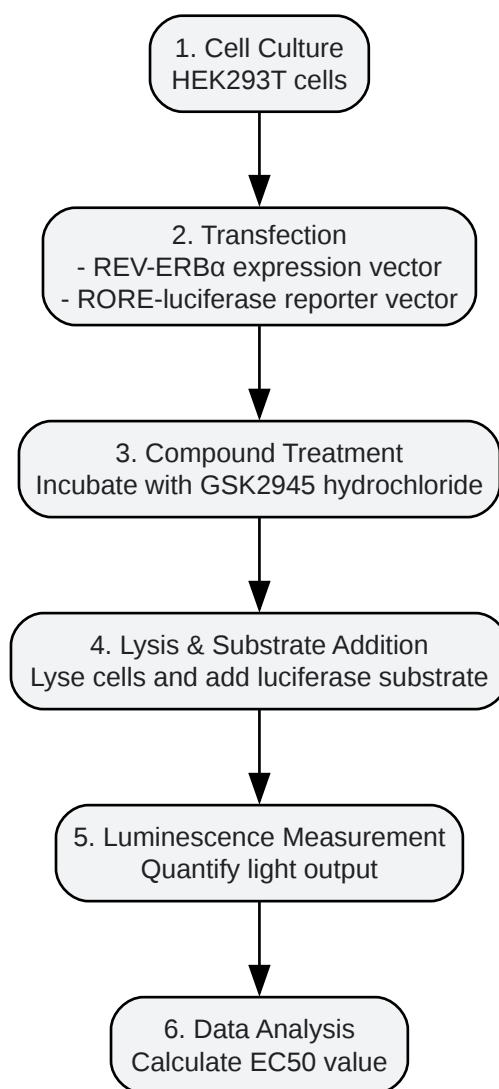 1. Cell Culture
HEK293T cells
2. Transfection
- REV-ERBα expression vector
- RORE-luciferase reporter vector
3. Compound Treatment
Incubate with GSK2945 hydrochloride
4. Lysis & Substrate Addition
Lyse cells and add luciferase substrate
5. Luminescence Measurement
Quantify light output
6. Data Analysis
Calculate EC50 value